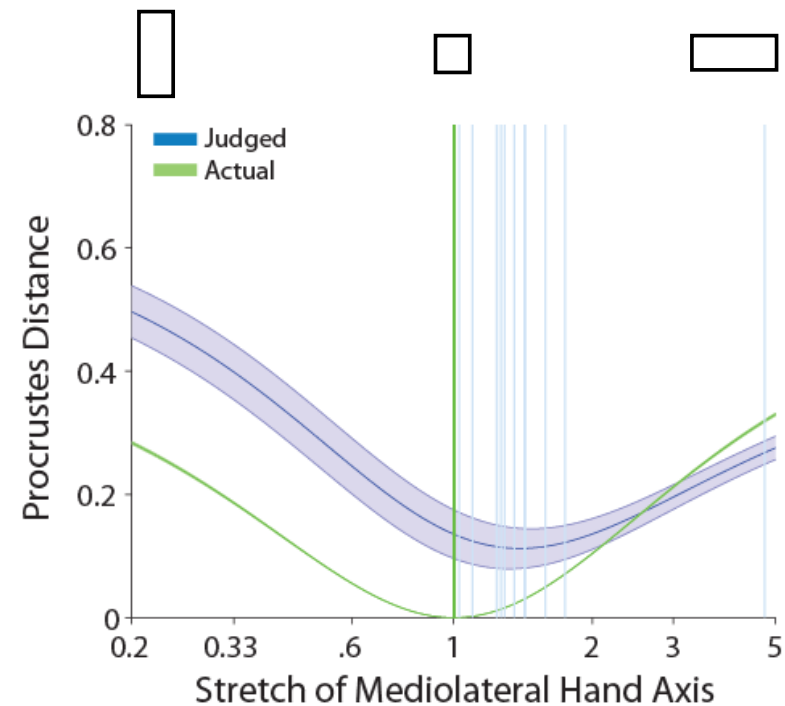 0.8
Judged
Actual
0.6
0.4
0.2
0
Procrustes Distance
0.2 0.33 .6 1 2 3 5
Stretch of Mediolateral Hand Axis